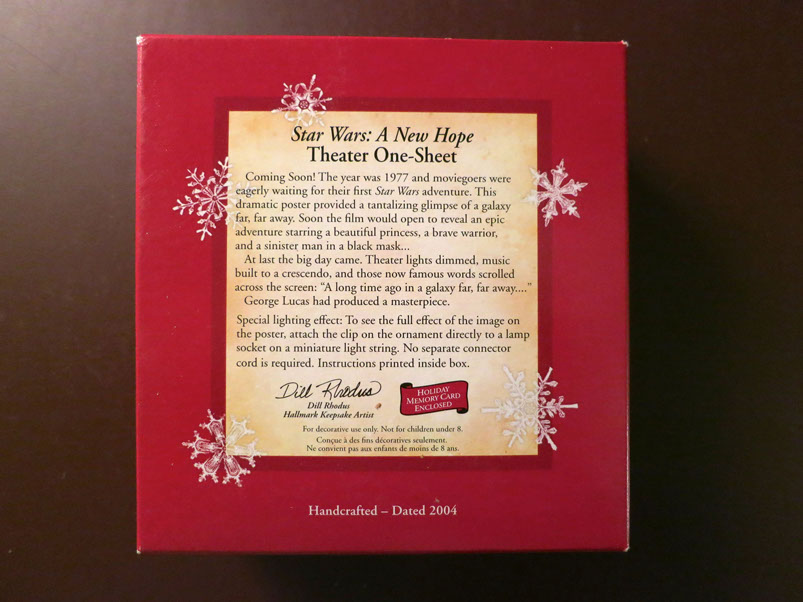 Star Wars: A New Hope
Theater One-Sheet
Coming Soon! The year was 1977 and moviegoers were
eagerly waiting for their first Star Wars adventure. This
dramatic poster provided a tantalizing glimpse of a galaxy
far, far away. Soon the film would open to reveal an epic
adventure starring a beautiful princess, a brave warrior,
and a sinister man in a black mask...
At last the big day came. Theater lights dimmed, music
built to a crescendo, and those now famous words scrolled
across the screen: “A long time ago in a galaxy far, far away....”
George Lucas had produced a masterpiece.
Special lighting effect: To see the full effect of the image on
the poster, attach the clip on the ornament directly to a lamp
socket on a miniature light string. No separate connector
cord is required. Instructions printed inside box.
Dill Rhodus
Dill Rhodus
Hallmark Keepsake Artist
HOLIDAY
MEMORY CARD
ENCLOSED
For decorative use only. Not for children under 8.
Conçue à des fins décoratives seulement.
Ne convient pas aux enfants de moins de 8 ans.
Handcrafted – Dated 2004